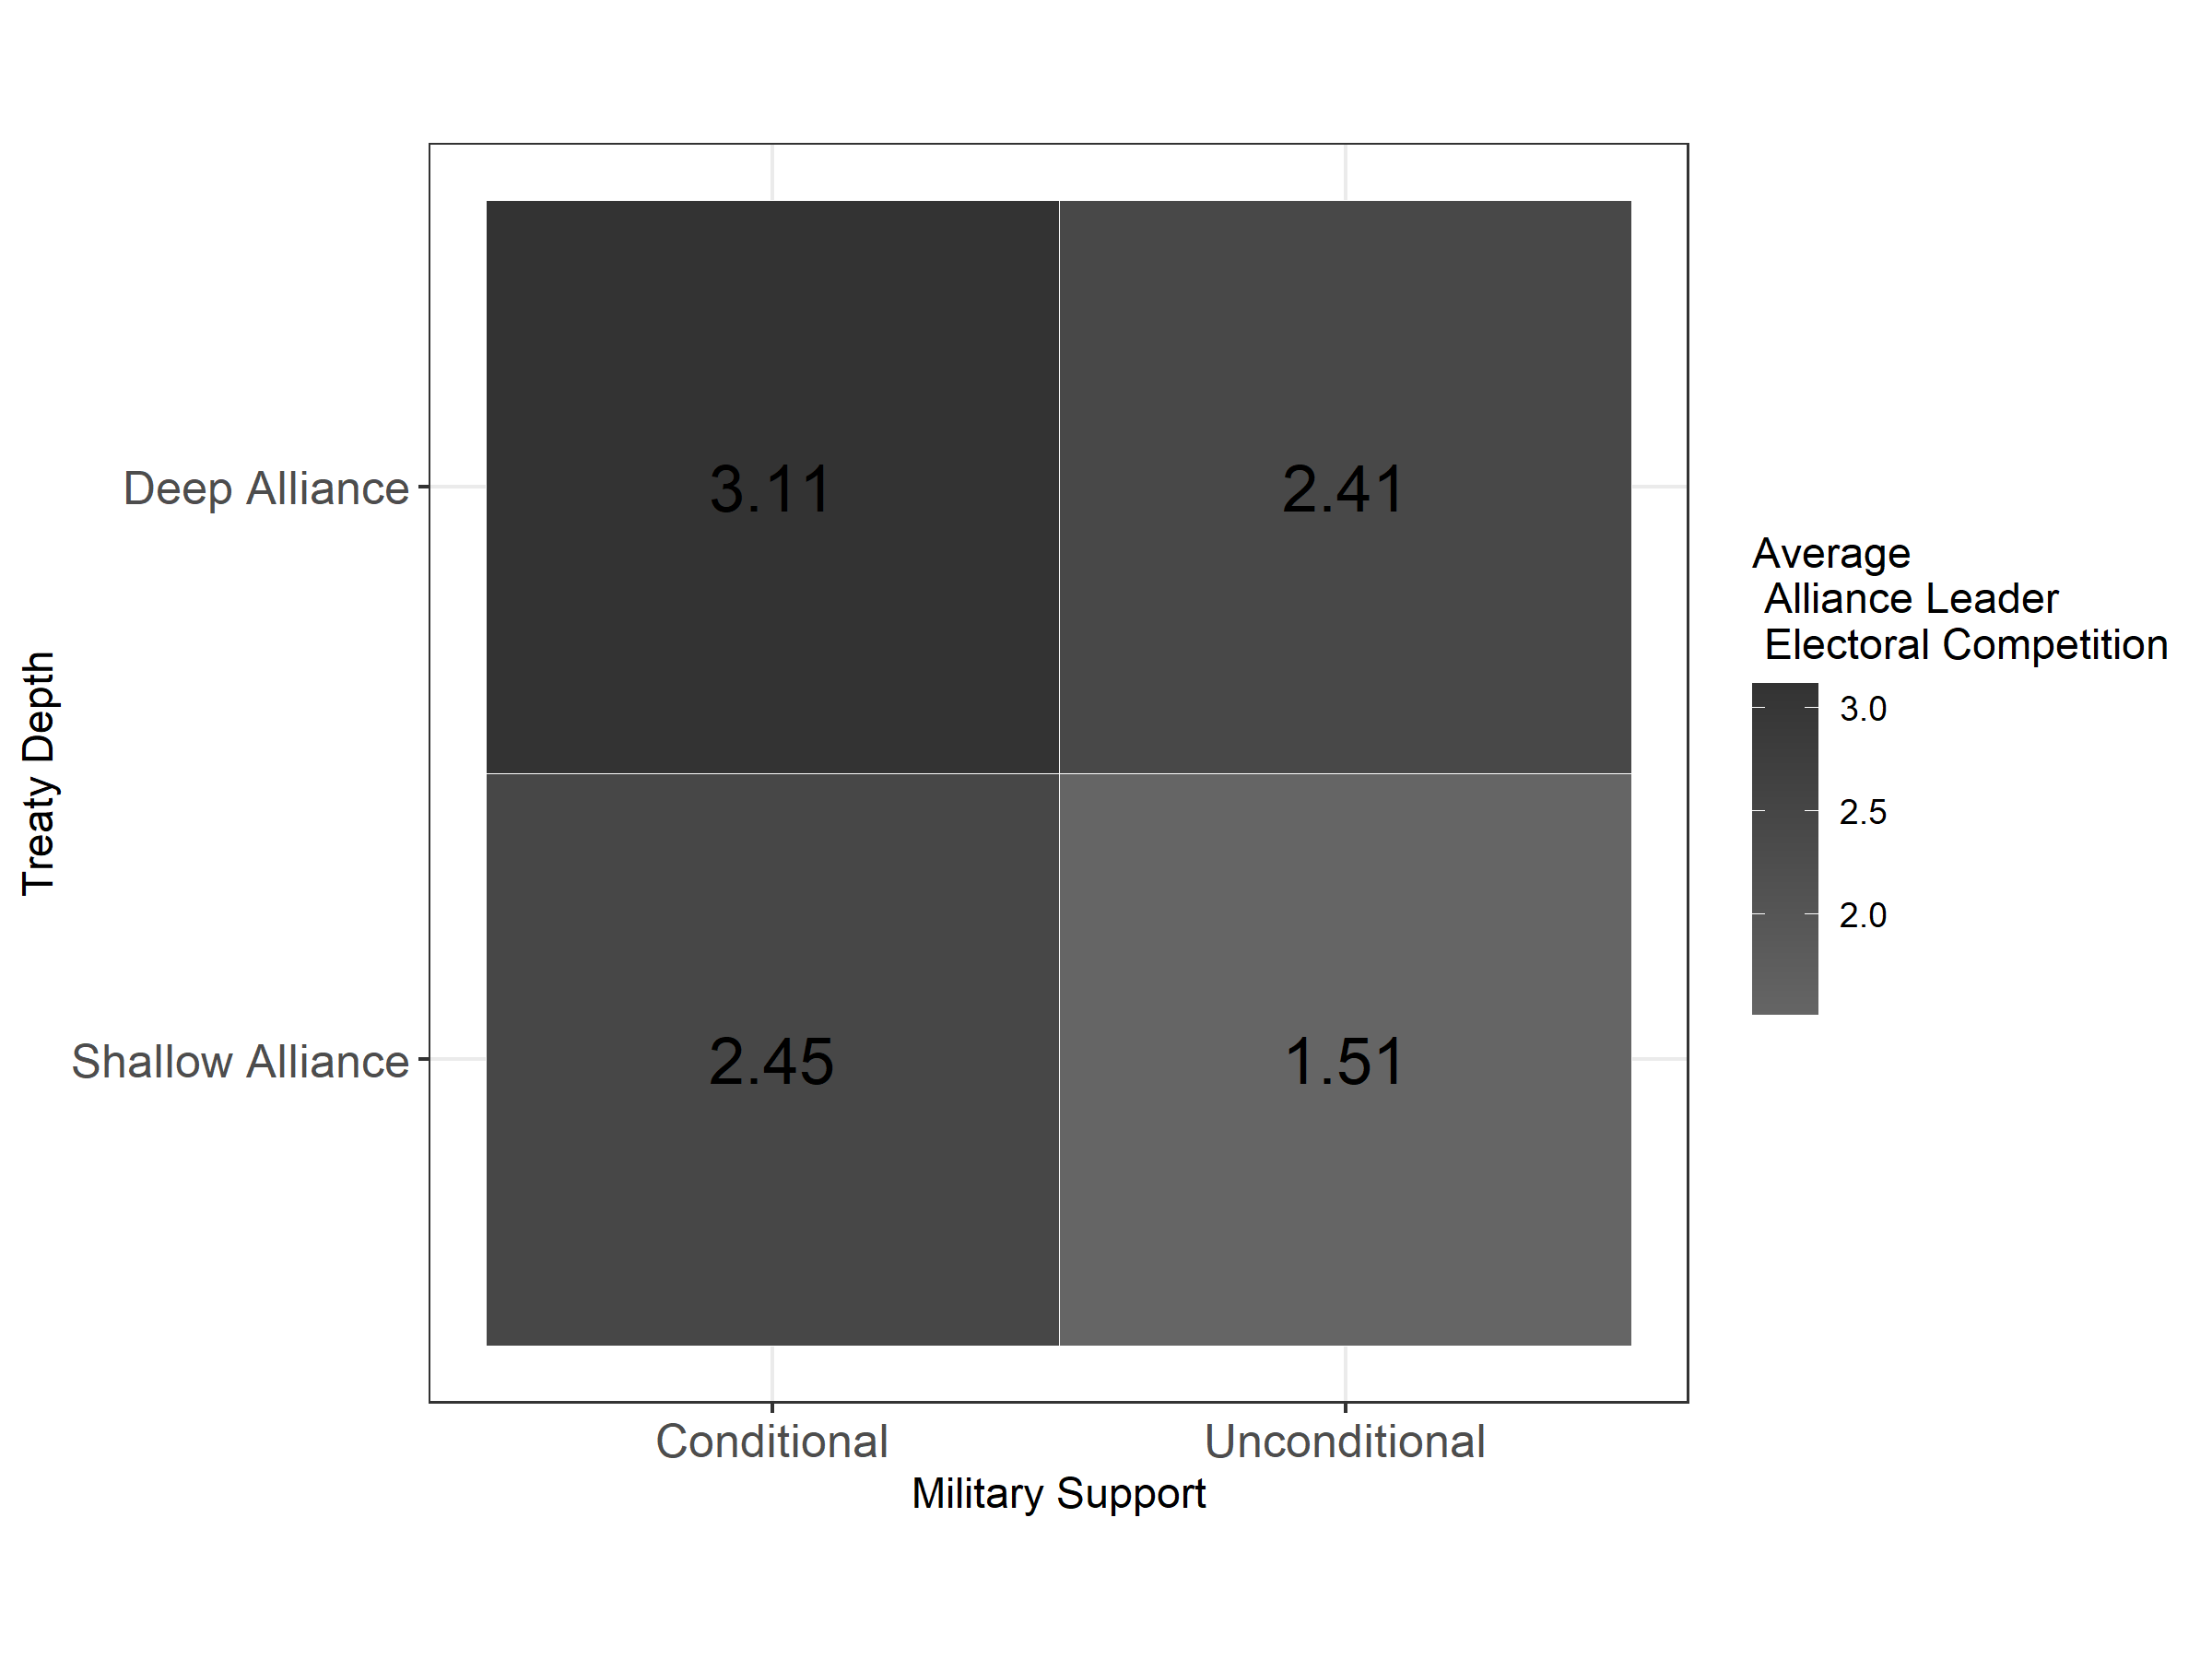 Treaty Depth
Deep Alliance
Shallow Alliance
3.11
2.41
2.45
1.51
Conditional
Unconditional
Military Support
Average
Alliance Leader
Electoral Competition
3.0
2.5
2.0